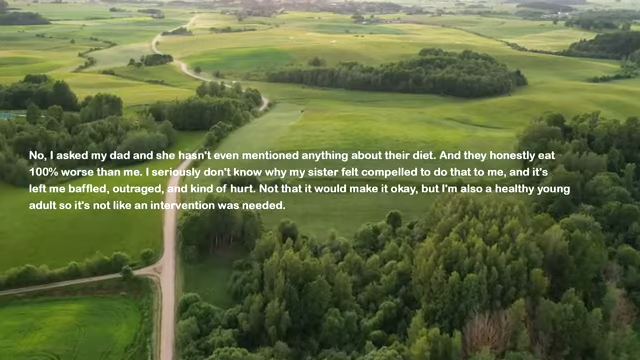 No, I asked my dad and she hasn't even mentioned anything about their diet. And they honestly eat
100% worse than me. I seriously don't know why my sister felt compelled to do that to me, and it's
left me baffled, outraged, and kind of hurt. Not that it would make it okay, but I'm also a healthy young
adult so it's not like an intervention was needed.